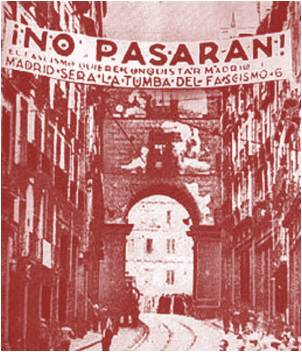 ¡NO PASARAN!
EL FASCISMO QUIERE CONQUISTAR MADRID
MADRID SERA LA TUMBA DEL FASCISMO